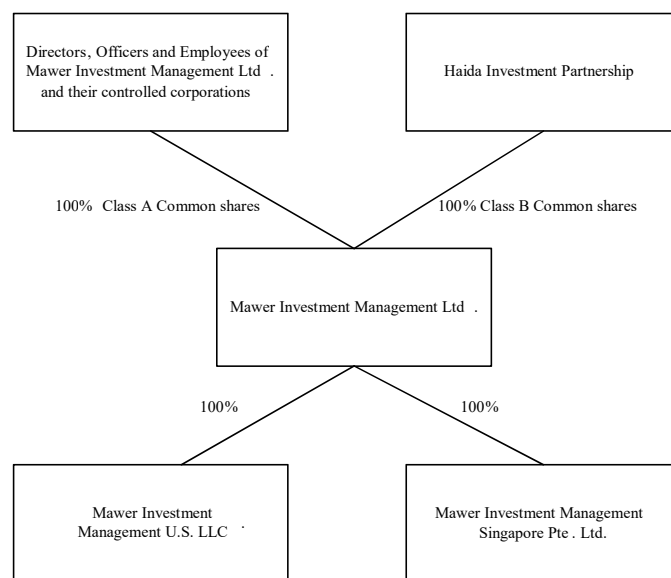 Directors, Officers and Employees of
Mawer Investment Management Ltd .
and their controlled corporations
Haida Investment Partnership
100% Class A Common shares
100% Class B Common shares
Mawer Investment Management Ltd .
100%
100%
Mawer Investment
Management U.S. LLC .
Mawer Investment Management
Singapore Pte . Ltd.